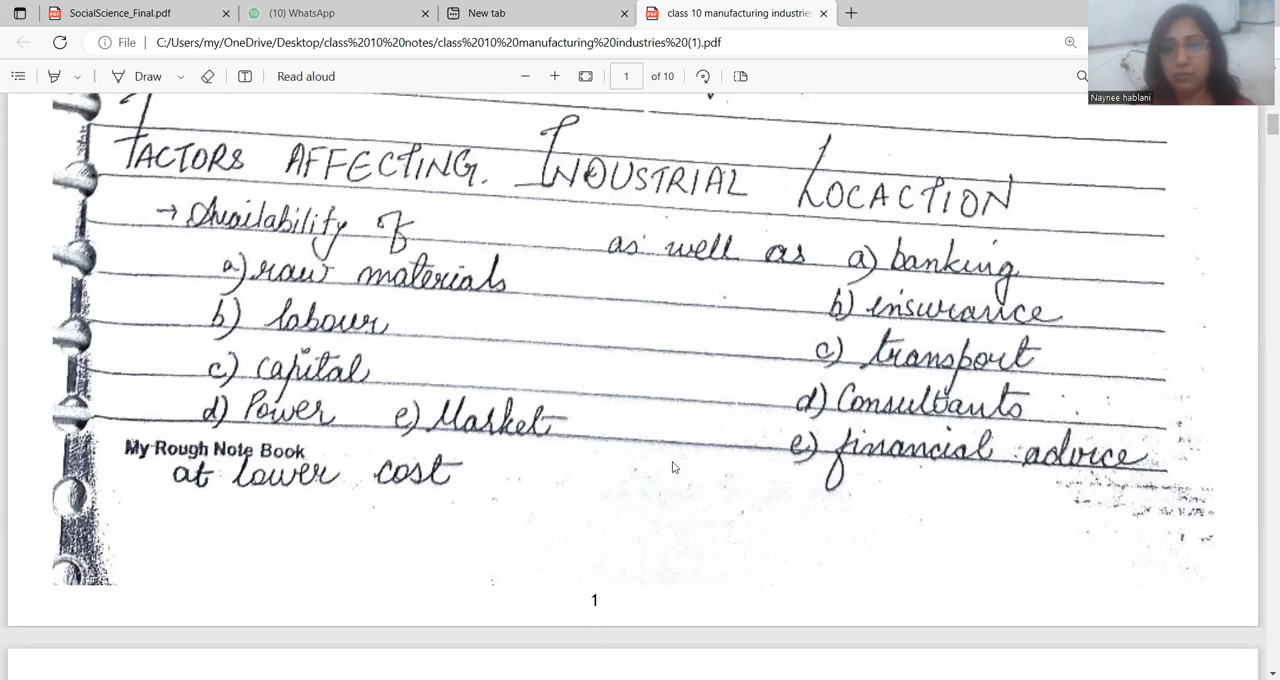 SocialScience_Final.pdf
(10) WhatsApp
New tab
class 10 manufacturing industrie
File C:/Users/my/OneDrive/Desktop/class%2010%20notes/class%2010%20manufacturing%20industries%20(1).pdf
Draw
Read aloud
1 of 10
Naynee hablani
FACTORS AFFECTING INDUSTRIAL LOCACTION
→ Availability of
a) raw materials
b) labour
c) capital
d) Power e) Market
My Rough Note Book
at lower cost
as well as a) banking
b) insurance
c) transport
d) Consultants
e) financial advice
1